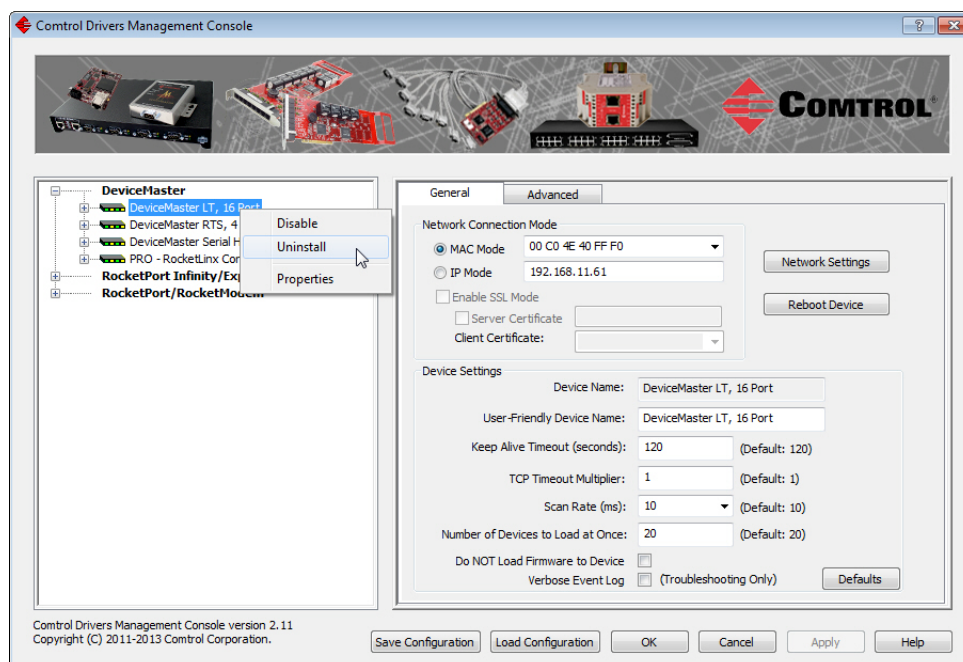 Comtrol Drivers Management Console
COMTROL
DeviceMaster
DeviceMaster LT, 16 Port
DeviceMaster RTS, 4
DeviceMaster Serial H
PRO - RocketLinx Cor
RocketPort Infinity/Exp
RocketPort/RocketModem
Disable
Uninstall
Properties
General Advanced
Network Connection Mode
MAC Mode 00 C0 4E 40 FF F0
IP Mode 192.168.11.61
Enable SSL Mode
Server Certificate
Client Certificate:
Network Settings
Reboot Device
Device Settings
Device Name: DeviceMaster LT, 16 Port
User-Friendly Device Name: DeviceMaster LT, 16 Port
Keep Alive Timeout (seconds): 120 (Default: 120)
TCP Timeout Multiplier: 1 (Default: 1)
Scan Rate (ms): 10 (Default: 10)
Number of Devices to Load at Once: 20 (Default: 20)
Do NOT Load Firmware to Device
Verbose Event Log (Troubleshooting Only) Defaults
Comtrol Drivers Management Console version 2.11
Copyright (C) 2011-2013 Comtrol Corporation.
Save Configuration Load Configuration OK Cancel Apply Help